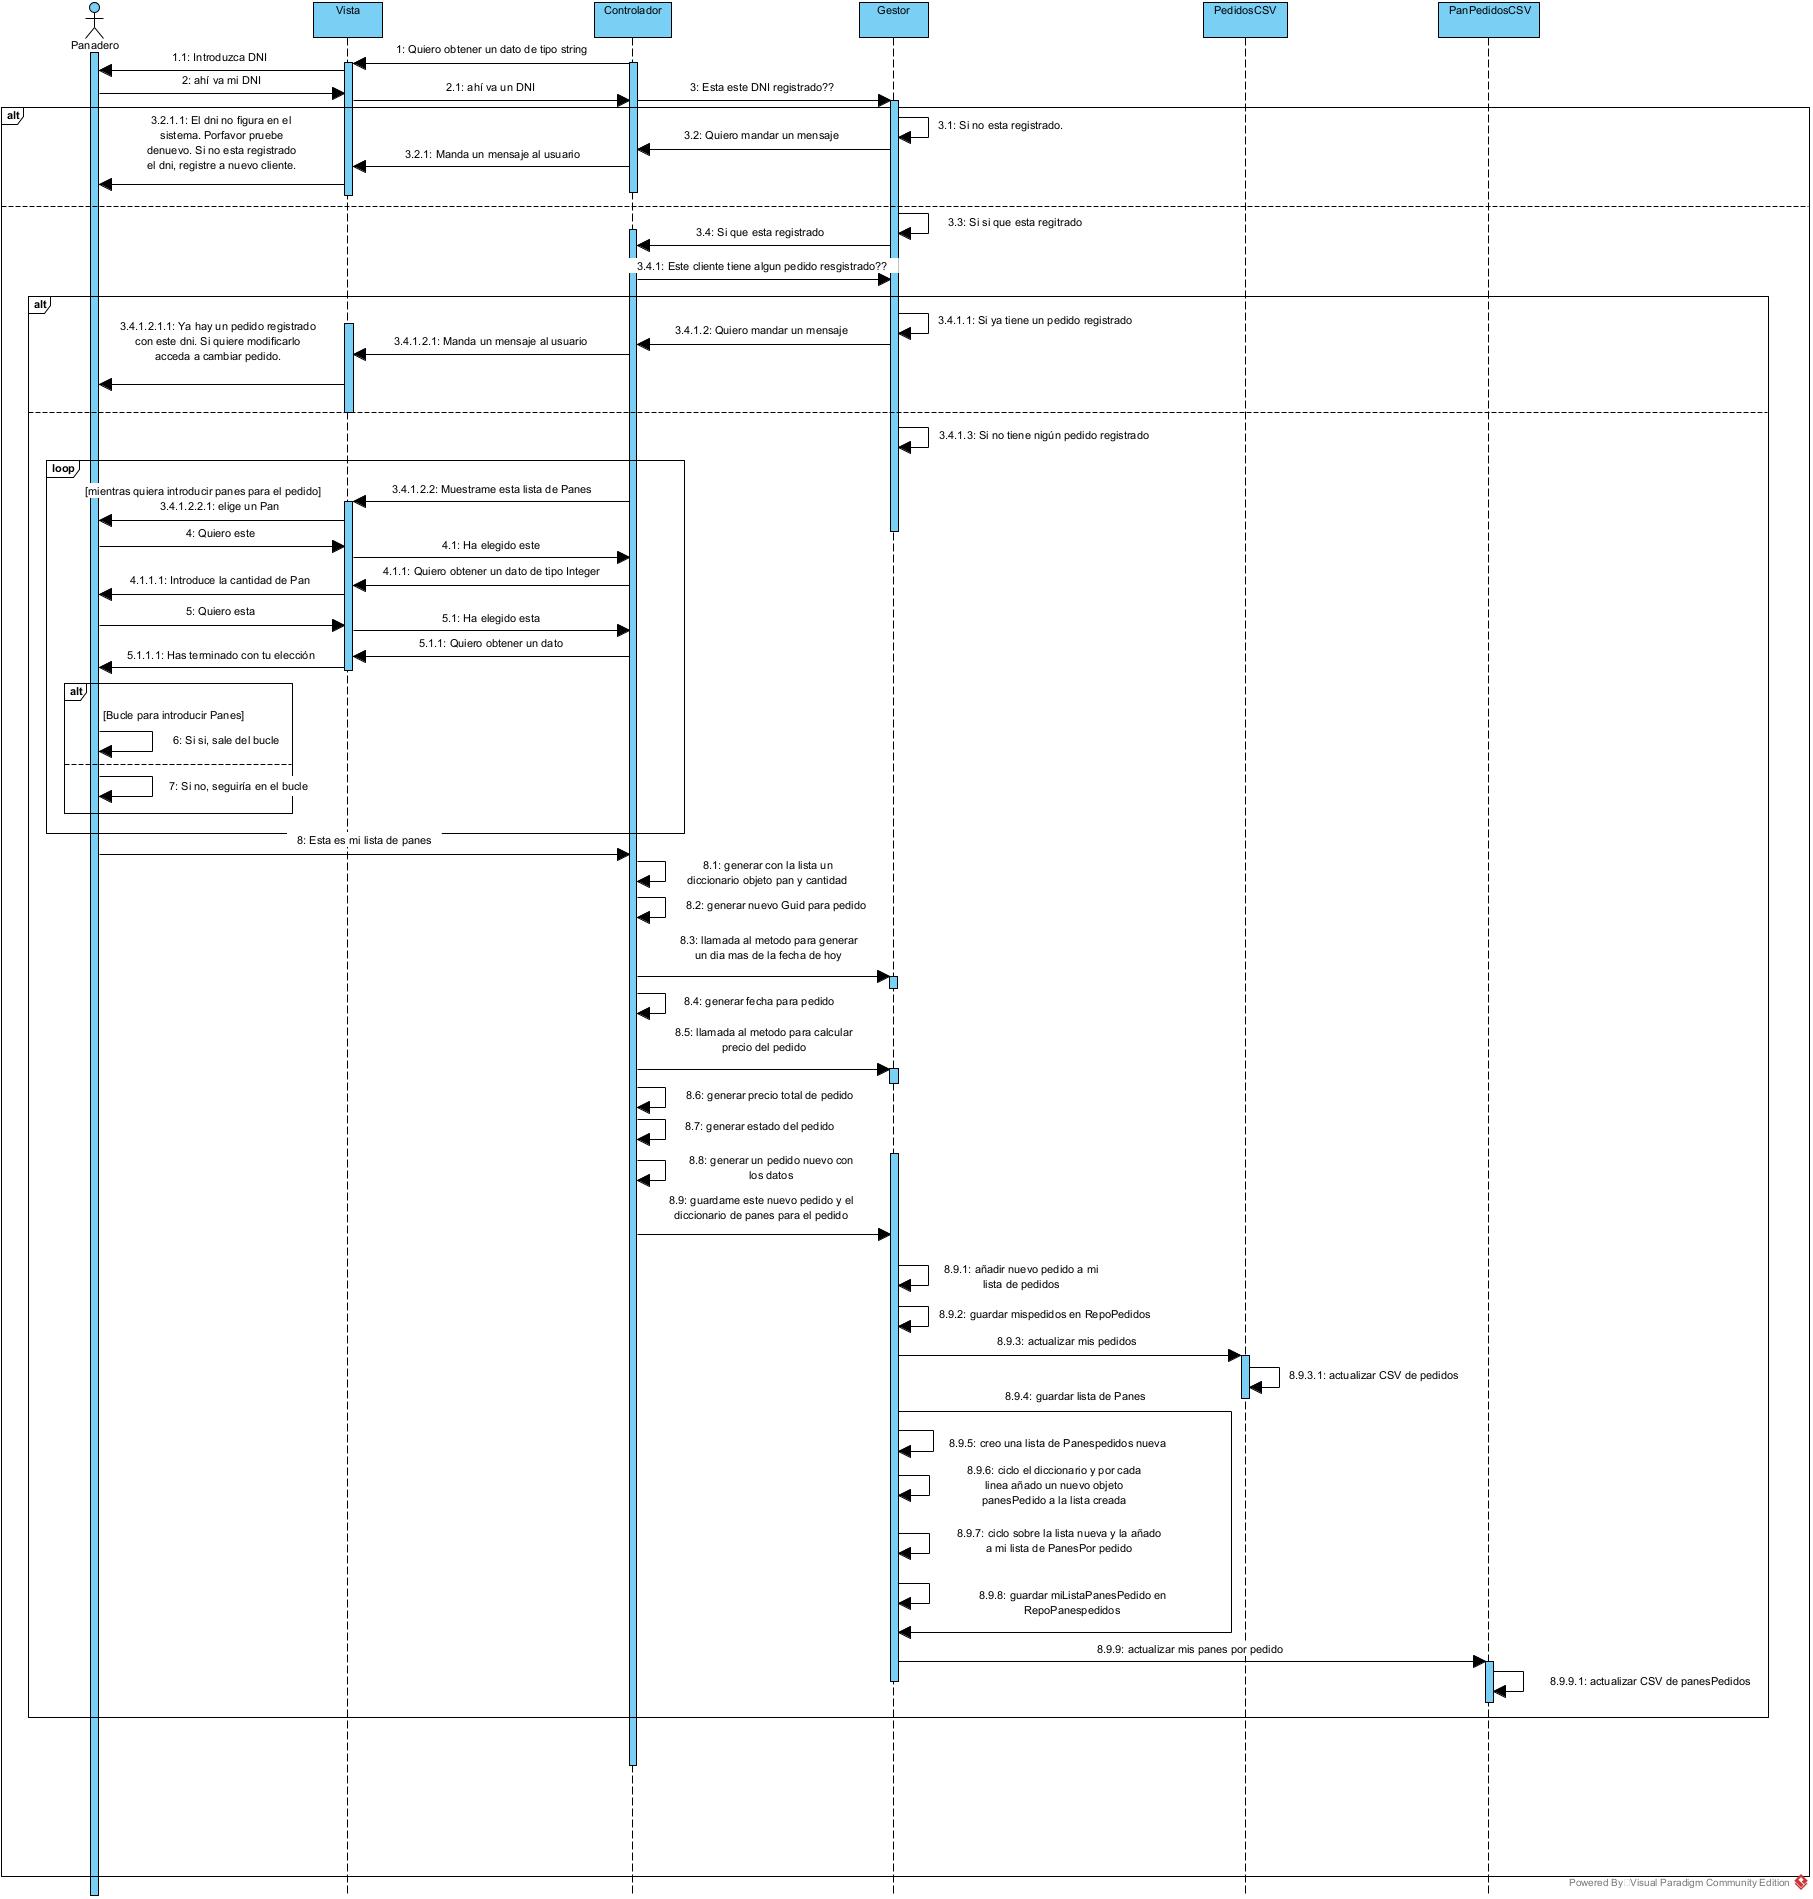 Panadero
Vista
Controlador
Gestor
PedidosCSV
PanPedidosCSV
1: Quiero obtener un dato de tipo string
1.1: Introduzca DNI
2: ahí va mi DNI
2.1: ahí va un DNI
3: Esta este DNI registrado??
alt
3.1: Si no esta registrado.
3.2: Quiero mandar un mensaje
3.2.1: Manda un mensaje al usuario
3.2.1.1: El dni no figura en el
sistema. Porfavor pruebe
denuevo. Si no esta registrado
el dni, registre a nuevo cliente.
3.3: Si si que esta regitrado
3.4: Si que esta registrado
3.4.1: Este cliente tiene algun pedido resgistrado??
alt
3.4.1.1: Si ya tiene un pedido registrado
3.4.1.2: Quiero mandar un mensaje
3.4.1.2.1: Manda un mensaje al usuario
3.4.1.2.1.1: Ya hay un pedido registrado
con este dni. Si quiere modificarlo
acceda a cambiar pedido.
3.4.1.3: Si no tiene nigún pedido registrado
loop
[mientras quiera introducir panes para el pedido]
3.4.1.2.2: Muestrame esta lista de Panes
3.4.1.2.2.1: elige un Pan
4: Quiero este
4.1: Ha elegido este
4.1.1: Quiero obtener un dato de tipo Integer
4.1.1.1: Introduce la cantidad de Pan
5: Quiero esta
5.1: Ha elegido esta
5.1.1: Quiero obtener un dato
5.1.1.1: Has terminado con tu elección
alt
[Bucle para introducir Panes]
6: Si si, sale del bucle
7: Si no, seguiría en el bucle
8: Esta es mi lista de panes
8.1: generar con la lista un
diccionario objeto pan y cantidad
8.2: generar nuevo Guid para pedido
8.3: llamada al metodo para generar
un dia mas de la fecha de hoy
8.4: generar fecha para pedido
8.5: llamada al metodo para calcular
precio del pedido
8.6: generar precio total de pedido
8.7: generar estado del pedido
8.8: generar un pedido nuevo con
los datos
8.9: guardame este nuevo pedido y el
diccionario de panes para el pedido
8.9.1: añadir nuevo pedido a mi
lista de pedidos
8.9.2: guardar mispedidos en RepoPedidos
8.9.3: actualizar mis pedidos
8.9.3.1: actualizar CSV de pedidos
8.9.4: guardar lista de Panes
8.9.5: creo una lista de Panespedidos nueva
8.9.6: ciclo el diccionario y por cada
linea añado un nuevo objeto
panesPedido a la lista creada
8.9.7: ciclo sobre la lista nueva y la añado
a mi lista de PanesPor pedido
8.9.8: guardar miListaPanesPedido en
RepoPanespedidos
8.9.9: actualizar mis panes por pedido
8.9.9.1: actualizar CSV de panesPedidos
Powered By Visual Paradigm Community Edition